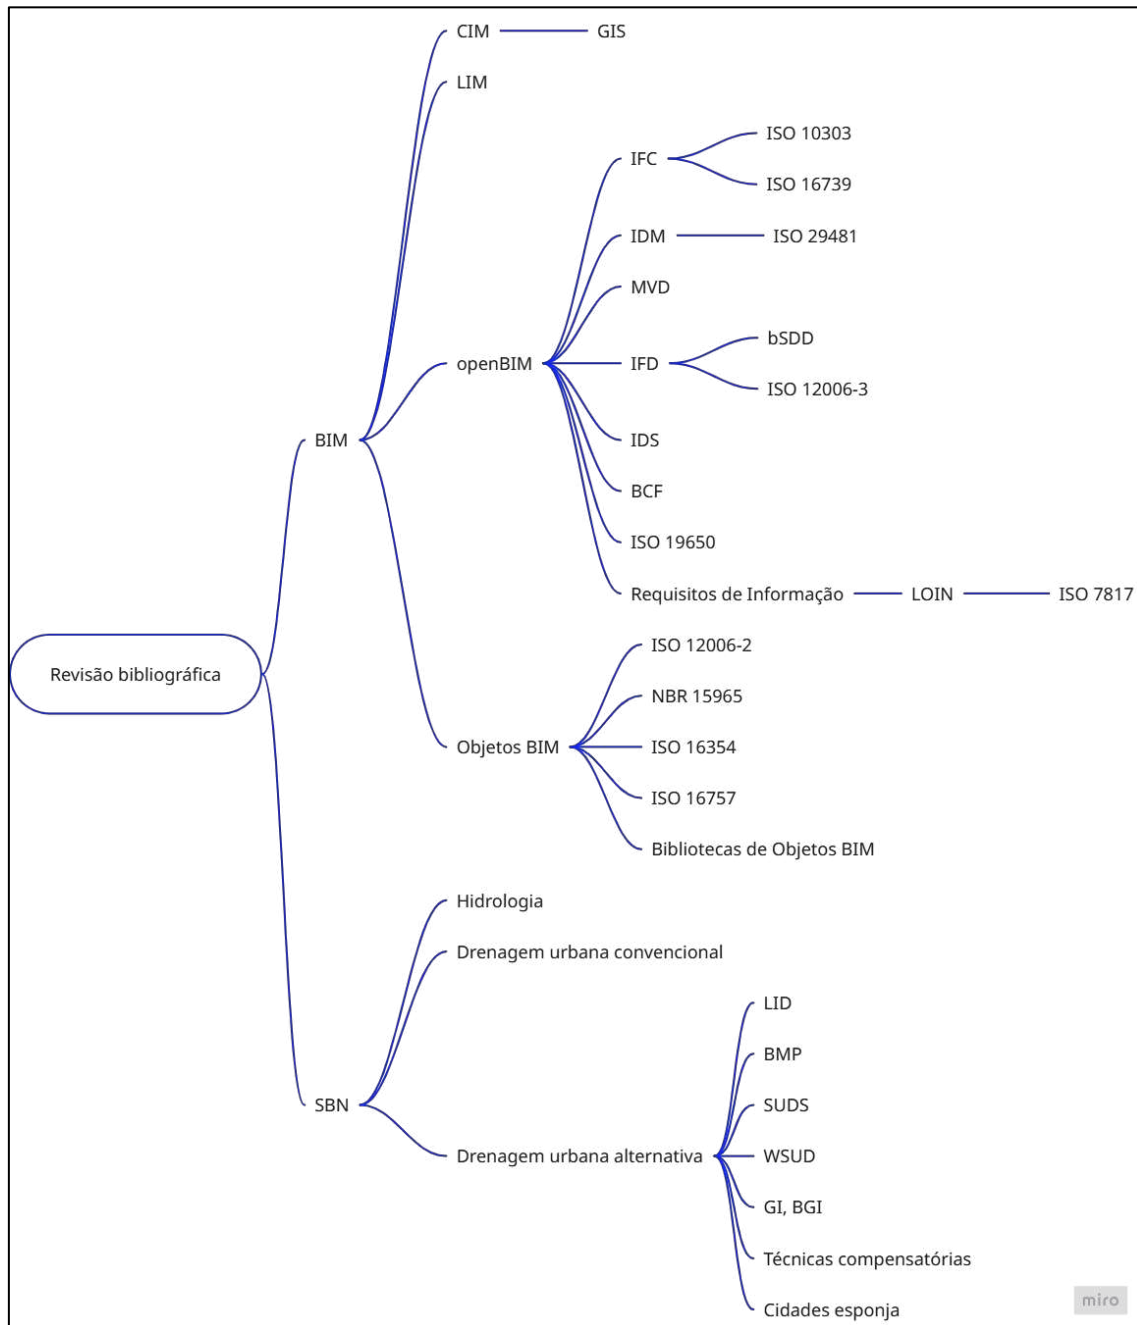 CIM
GIS
LIM
ISO 10303
IFC
ISO 16739
IDM
ISO 29481
MVD
bSDD
openBIM
IFD
ISO 12006-3
BIM
IDS
BCF
ISO 19650
Requisitos de Informação
LOIN
ISO 7817
ISO 12006-2
Revisão bibliográfica
NBR 15965
Objetos BIM
ISO 16354
ISO 16757
Bibliotecas de Objetos BIM
Hidrologia
Drenagem urbana convencional
LID
BMP
SBN
SUDS
Drenagem urbana alternativa
WSUD
GI, BGI
Técnicas compensatórias
Cidades esponja
miro